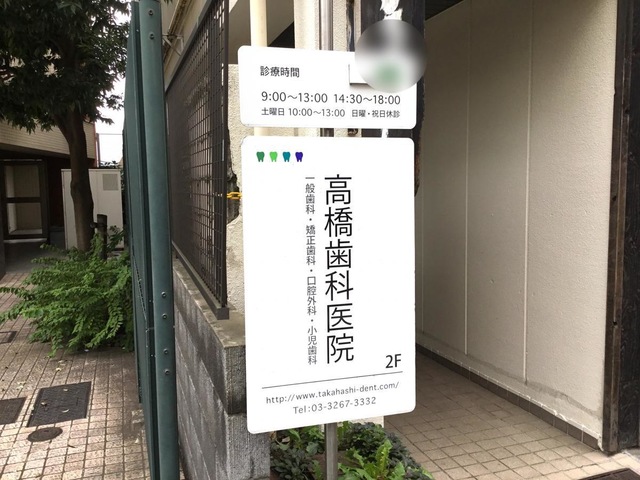 診療時間
9:00〜13:00 14:30〜18:00
土曜日 10:00〜13:00 日曜・祝日休診
高橋歯科医院
一般歯科・矯正歯科・口腔外科・小児歯科
2F
http://www.takahashi-dent.com/
Tel:03-3267-3332